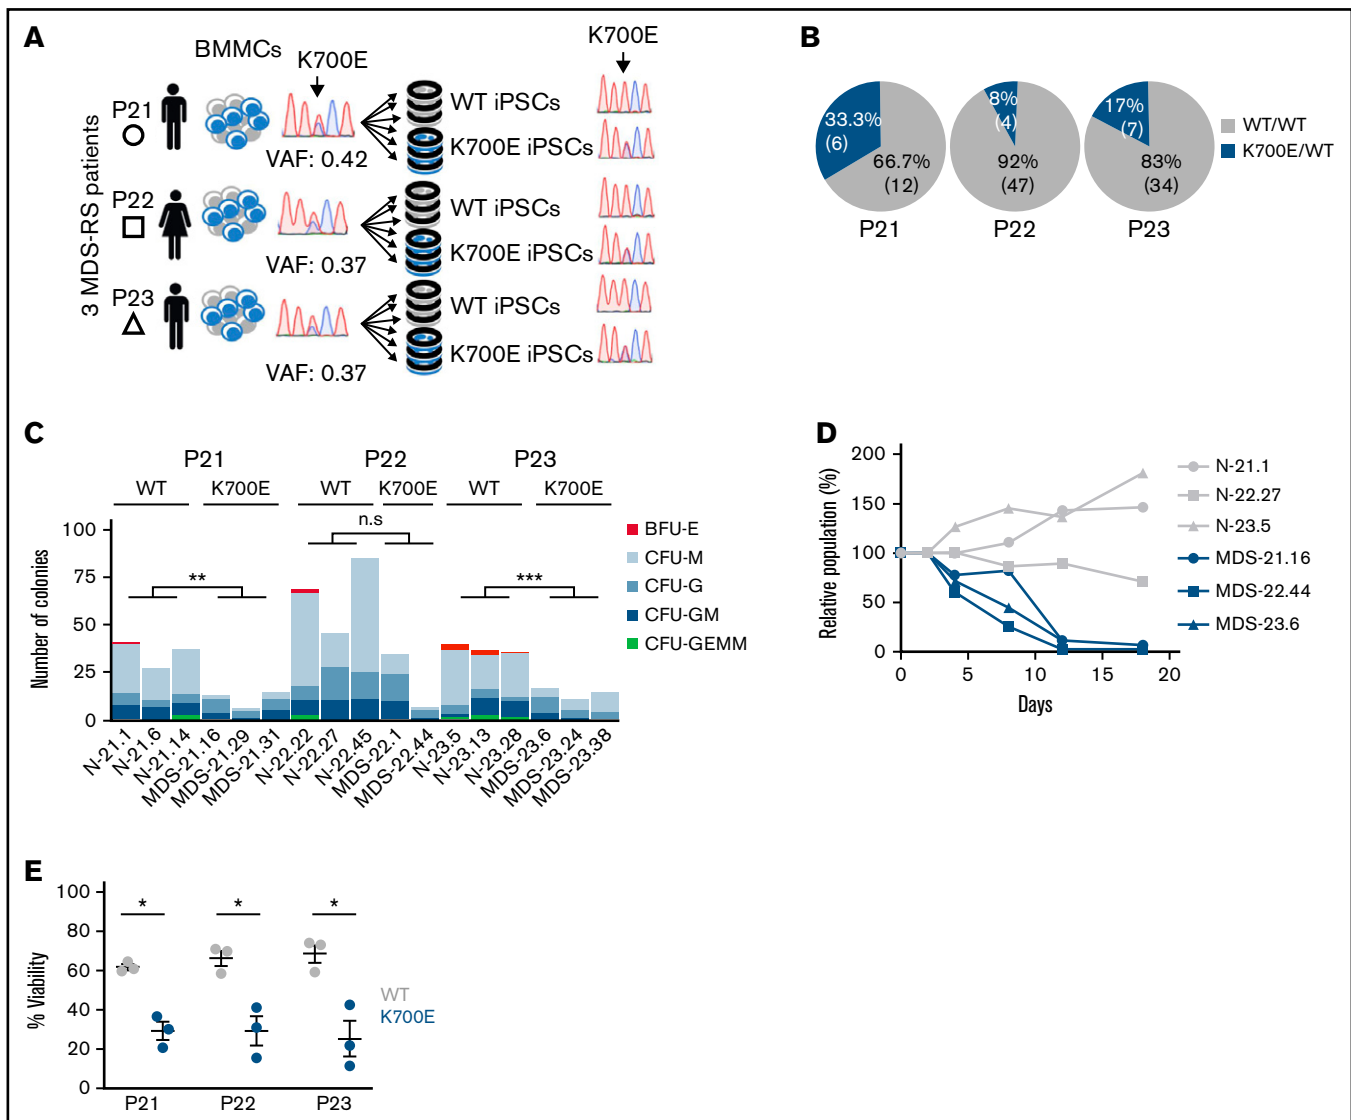 A
BMMCs
K700E
K700E
3 MDS-RS patients
P21
VAF: 0.42
WT iPSCs
K700E iPSCs
P22
VAF: 0.37
WT iPSCs
K700E iPSCs
P23
VAF: 0.37
WT iPSCs
K700E iPSCs
B
33.3%
(6)
66.7%
(12)
P21
8%
(4)
92%
(47)
P22
17%
(7)
83%
(34)
P23
WT/WT
K700E/WT
C
P21
P22
P23
WT
K700E
WT
K700E
WT
K700E
n.s
**
***
Number of colonies
100
75
50
25
0
BFU-E
CFU-M
CFU-G
CFU-GM
CFU-GEMM
N-21.1
N-21.6
N-21.14
MDS-21.16
MDS-21.29
MDS-21.31
N-22.22
N-22.27
N-22.45
MDS-22.1
MDS-22.44
N-23.5
N-23.13
N-23.28
MDS-23.6
MDS-23.24
MDS-23.38
D
Relative population (%)
200
150
100
50
0
0
5
10
15
20
Days
N-21.1
N-22.27
N-23.5
MDS-21.16
MDS-22.44
MDS-23.6
E
% Viability
100
80
60
40
20
0
*
*
*
WT
K700E
P21
P22
P23